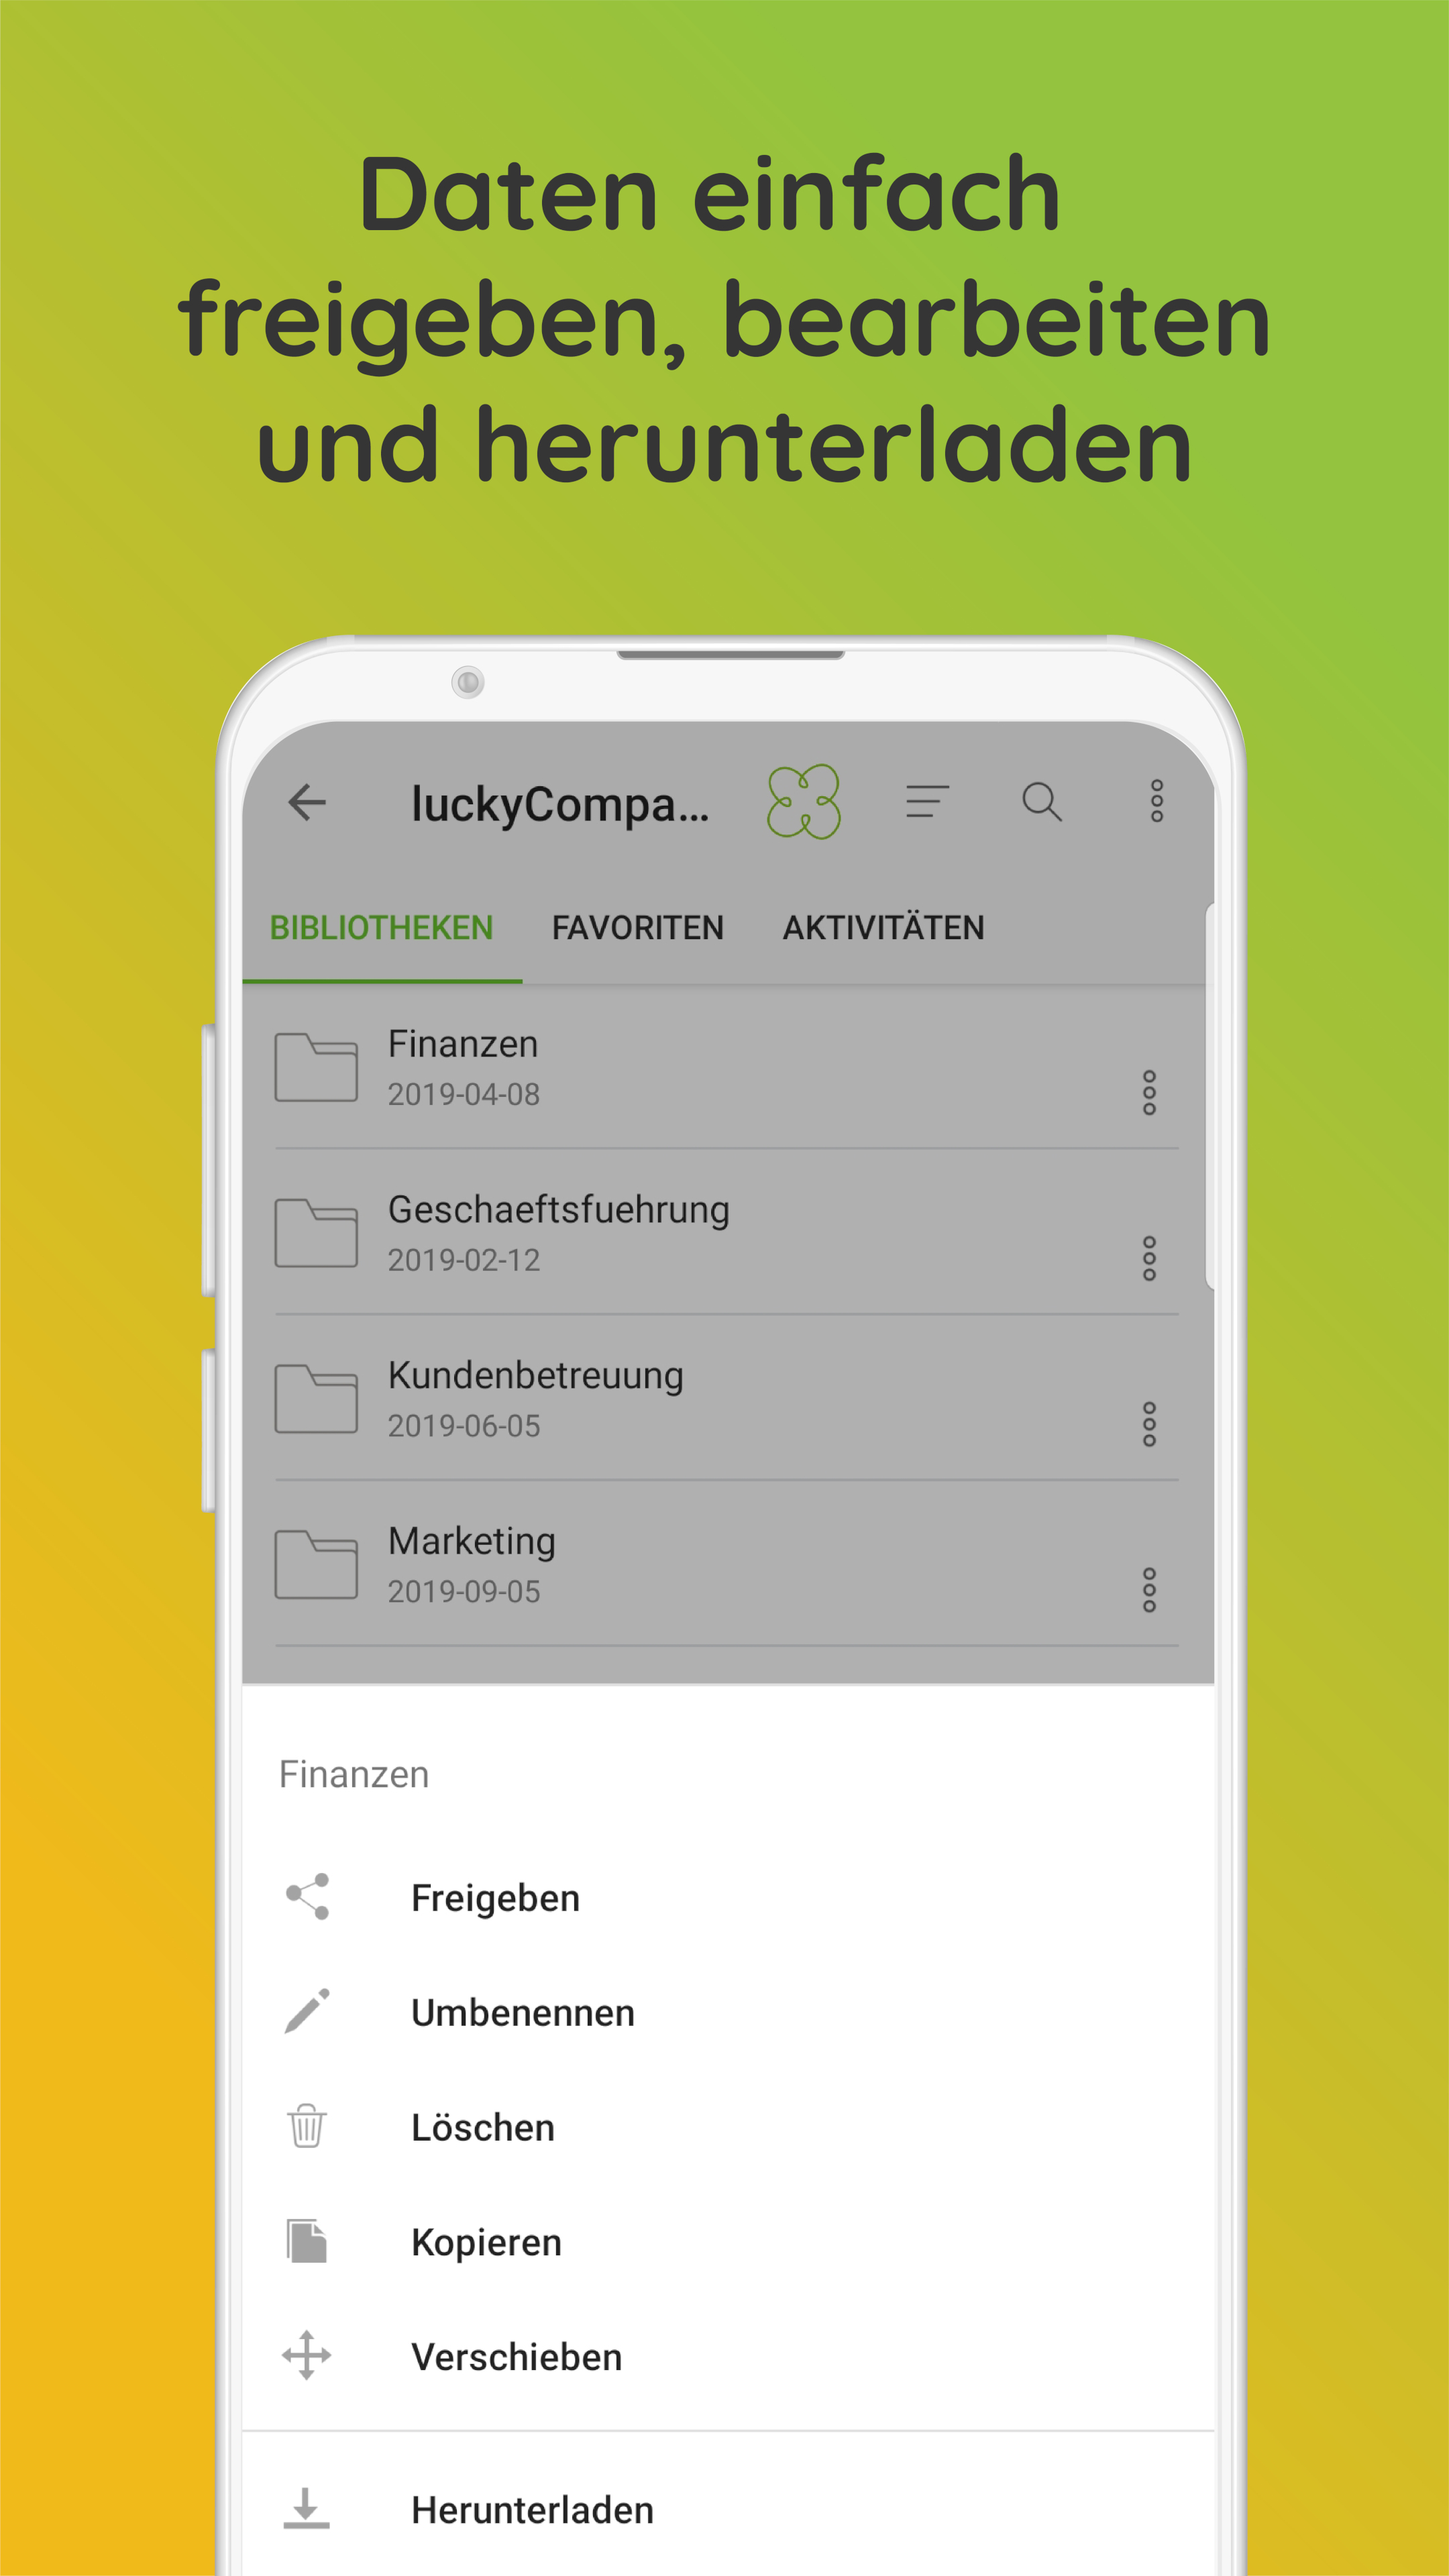 Daten einfach
freigeben, bearbeiten
und herunterladen
luckyCompa...
BIBLIOTHEKEN FAVORITEN AKTIVITÄTEN
Finanzen
2019-04-08
Geschaeftsfuehrung
2019-02-12
Kundenbetreuung
2019-06-05
Marketing
2019-09-05
Finanzen
Freigeben
Umbenennen
Löschen
Kopieren
Verschieben
Herunterladen